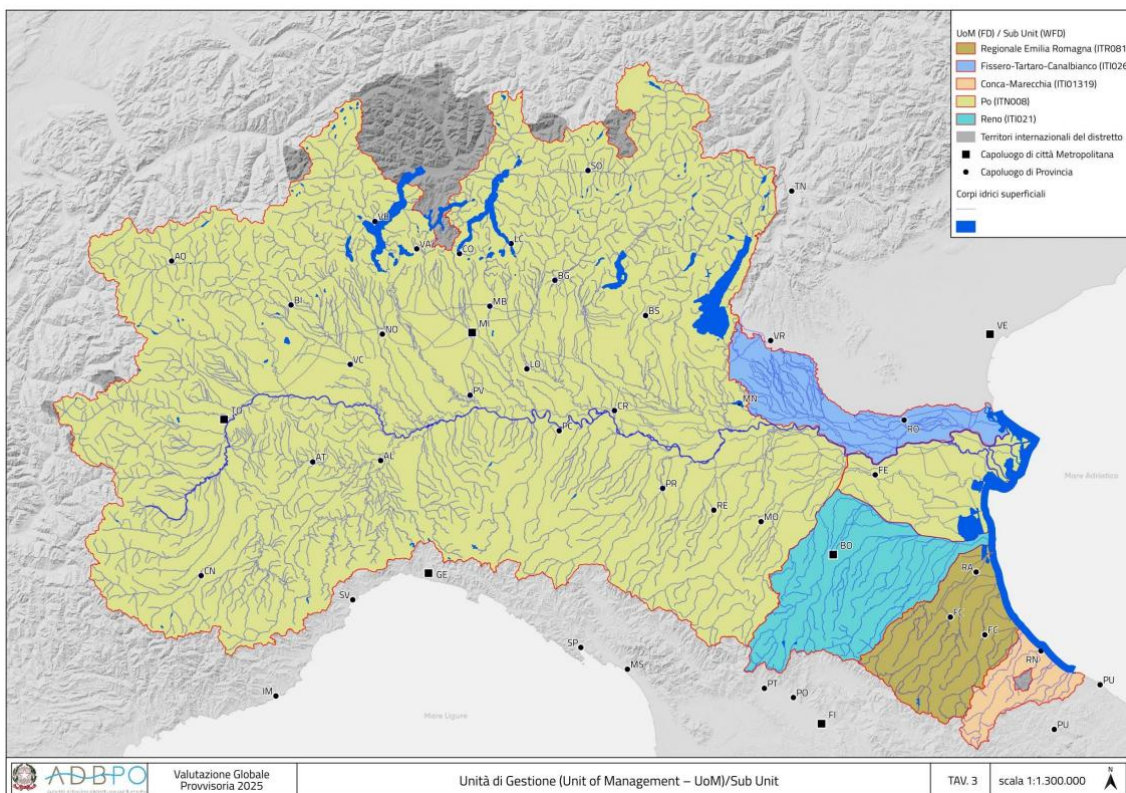 UoM (FD) / Sub Unit (WFD)
Regionale Emilia Romagna (ITR081
Fissero-Tartaro-Canalbianco (ITI026
Conca-Marecchia (ITI01319)
Po (ITN008)
Reno (ITI021)
Territori internazionali del distretto
Capoluogo di città Metropolitana
Capoluogo di Provincia
Corpi idrici superficiali
SO
TN
VB
VA
CO
LC
AO
BG
BI
MB
BS
NO
MI
VR
VE
VC
LO
PV
MN
TO
CR
RO
PC
AT
AL
FE
Mare Adriatico
PR
RE
MO
BO
CN
GE
RA
SV
FC
FC
SP
MS
RN
PT
PO
IM
PU
Mare Ligure
FI
PU
ADBPO
Valutazione Globale
Provvisoria 2025
Unità di Gestione (Unit of Management – UoM)/Sub Unit
TAV. 3
scala 1:1.300.000
N